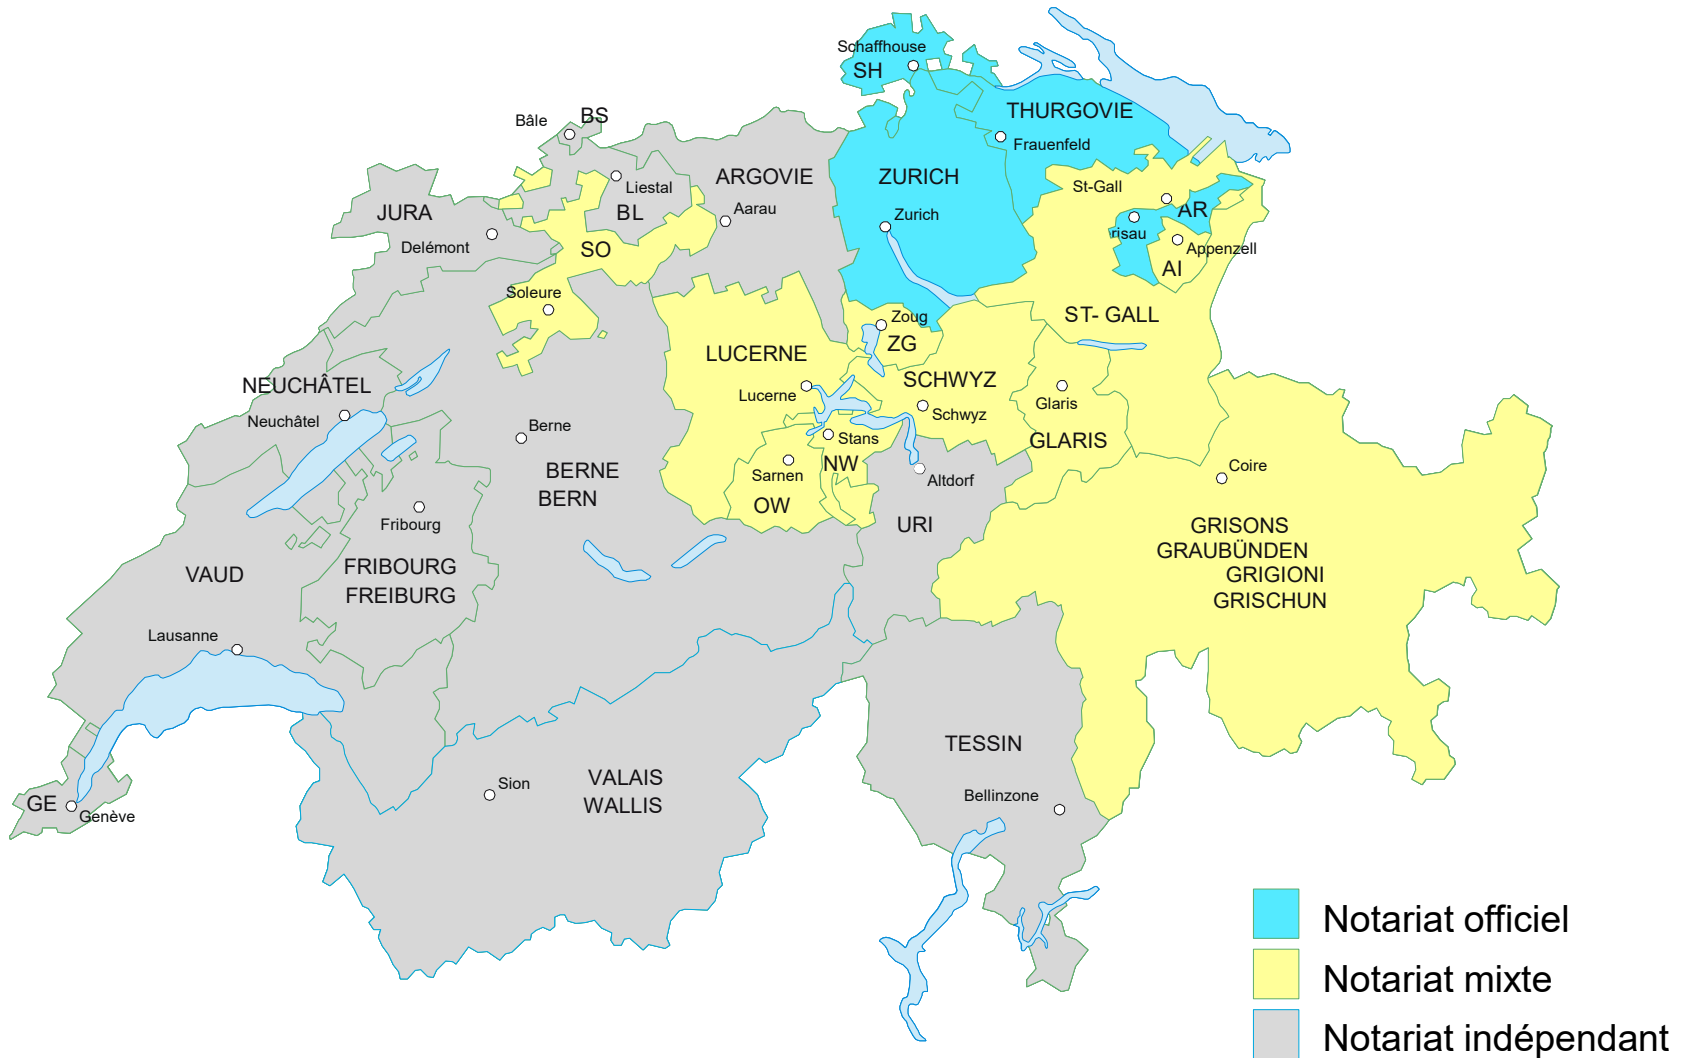 Schaffhouse
SH
THURGOVIE
Frauenfeld
BS
Bâle
ARGOVIE
Aarau
ZURICH
Zurich
St-Gall
AR
risau
Appenzell
AI
Liestal
BL
JURA
Delémont
SO
Soleure
Zoug
ZG
ST- GALL
LUCERNE
Lucerne
SCHWYZ
Schwyz
Glaris
GLARIS
NEUCHÂTEL
Neuchâtel
Berne
BERNE
BERN
Stans
NW
Sarnen
OW
Altdorf
URI
Coire
GRISONS
GRAUBÜNDEN
GRIGIONI
GRISCHUN
Fribourg
FRIBOURG
FREIBURG
VAUD
Lausanne
TESSIN
Bellinzone
Sion
VALAIS
WALLIS
GE
Genève
Notariat officiel
Notariat mixte
Notariat indépendant